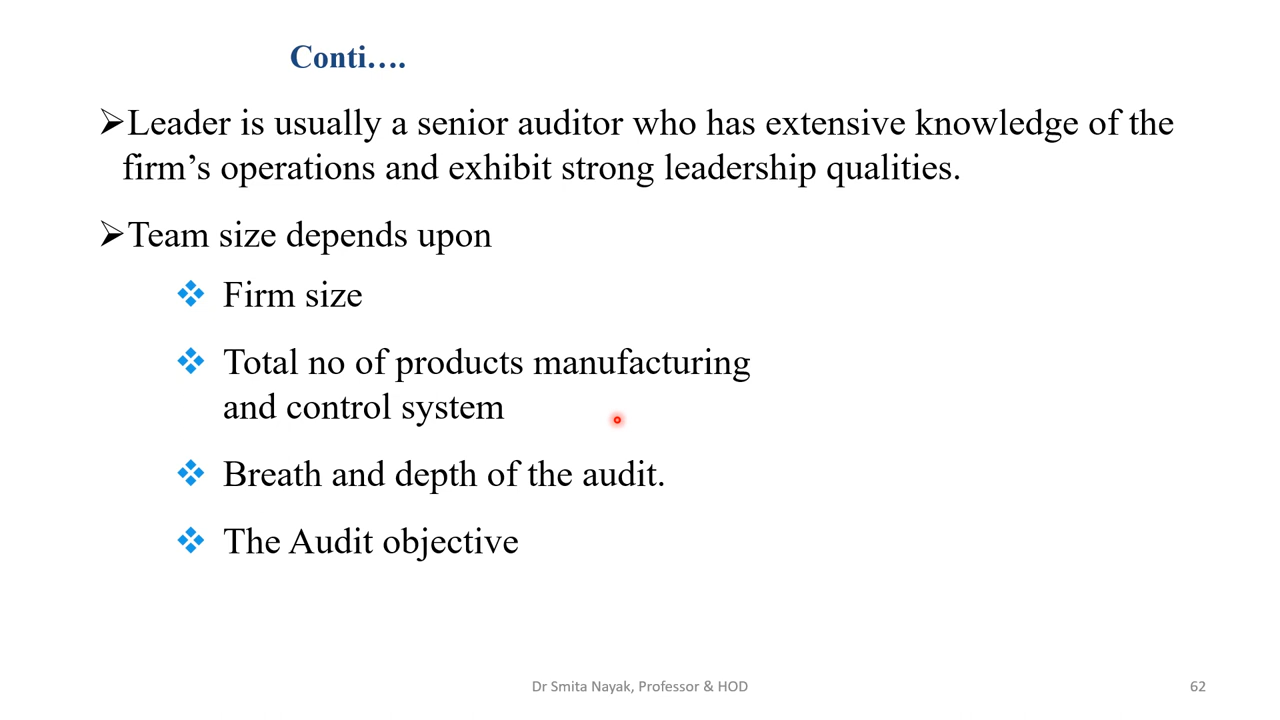 Conti….
➢Leader is usually a senior auditor who has extensive knowledge of the
firm’s operations and exhibit strong leadership qualities.
➢Team size depends upon
❖ Firm size
❖ Total no of products manufacturing
and control system
❖ Breath and depth of the audit.
❖ The Audit objective
Dr Smita Nayak, Professor & HOD
62